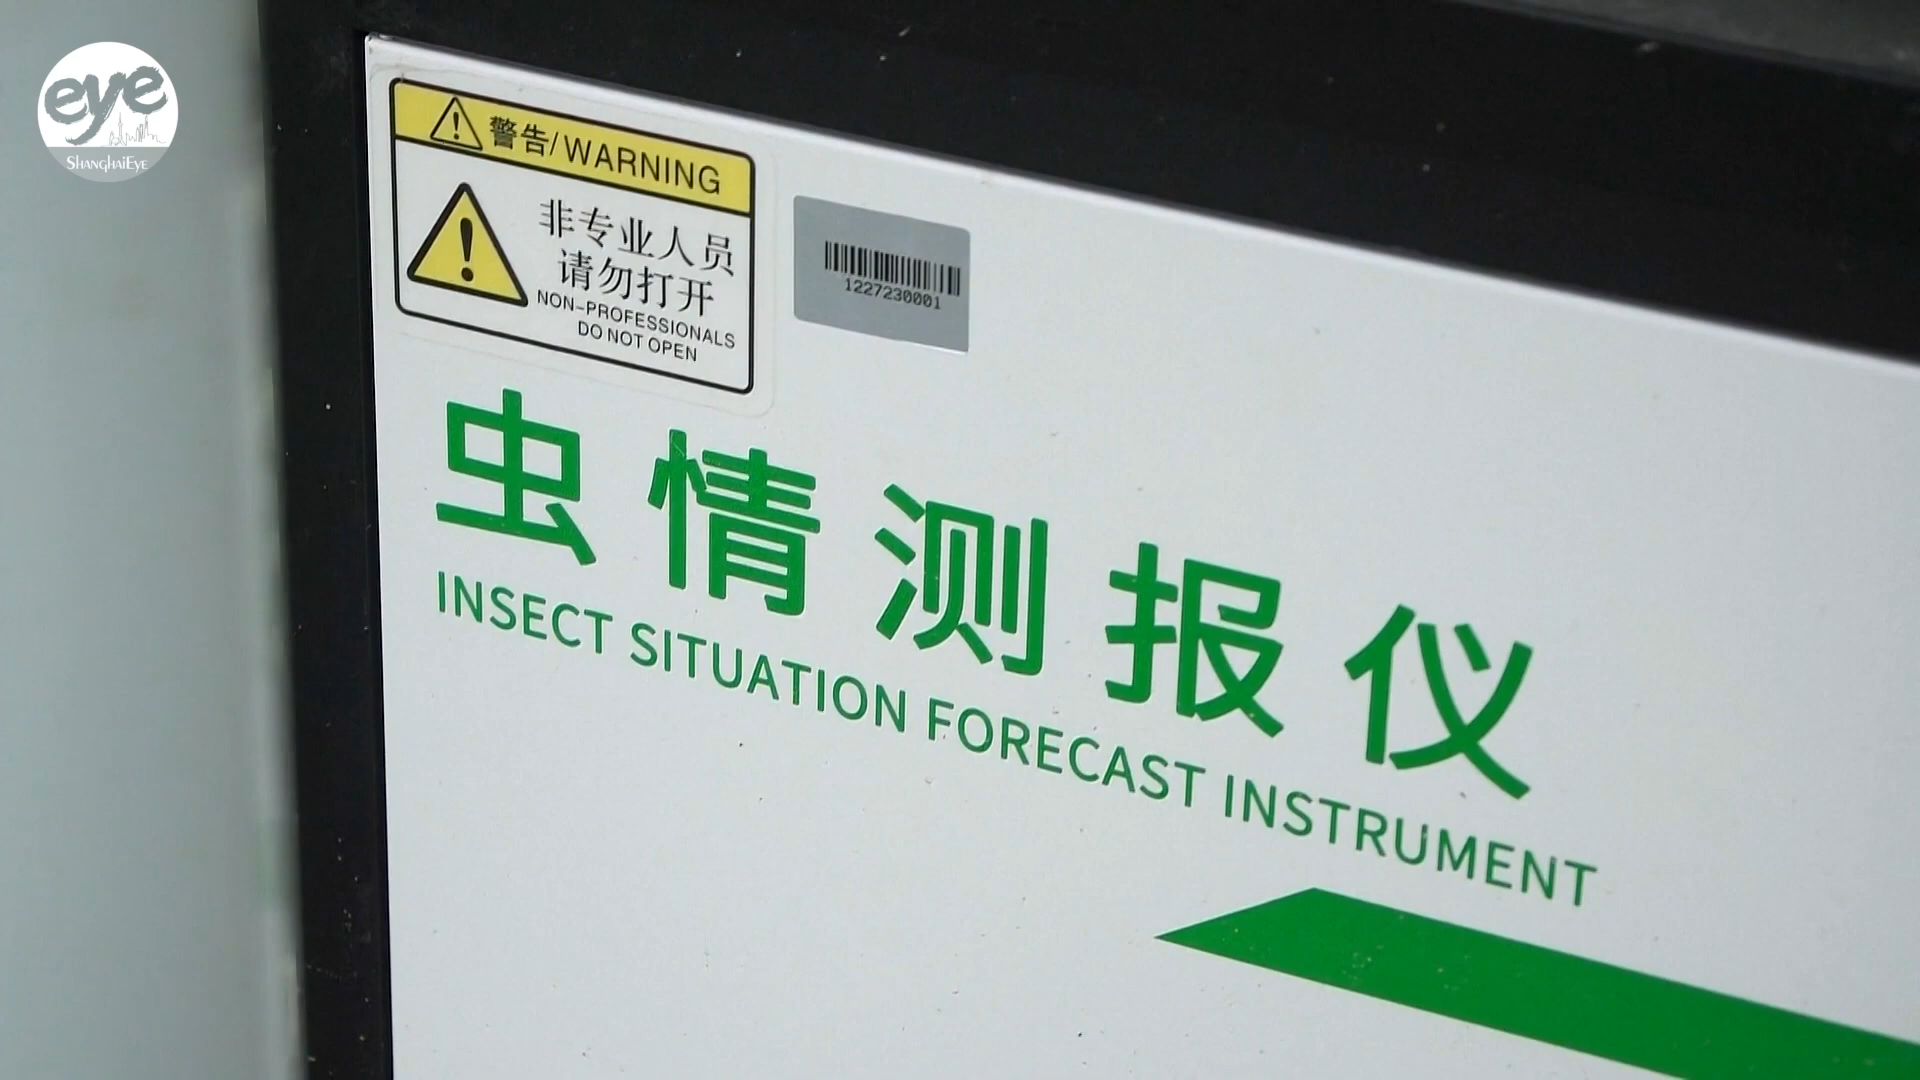 eye
SHANGHAIEYE
警告/WARNING
非专业人员
请勿打开
NON-PROFESSIONALS
DO NOT OPEN
1227230001
虫情测报仪
INSECT SITUATION FORECAST INSTRUMENT